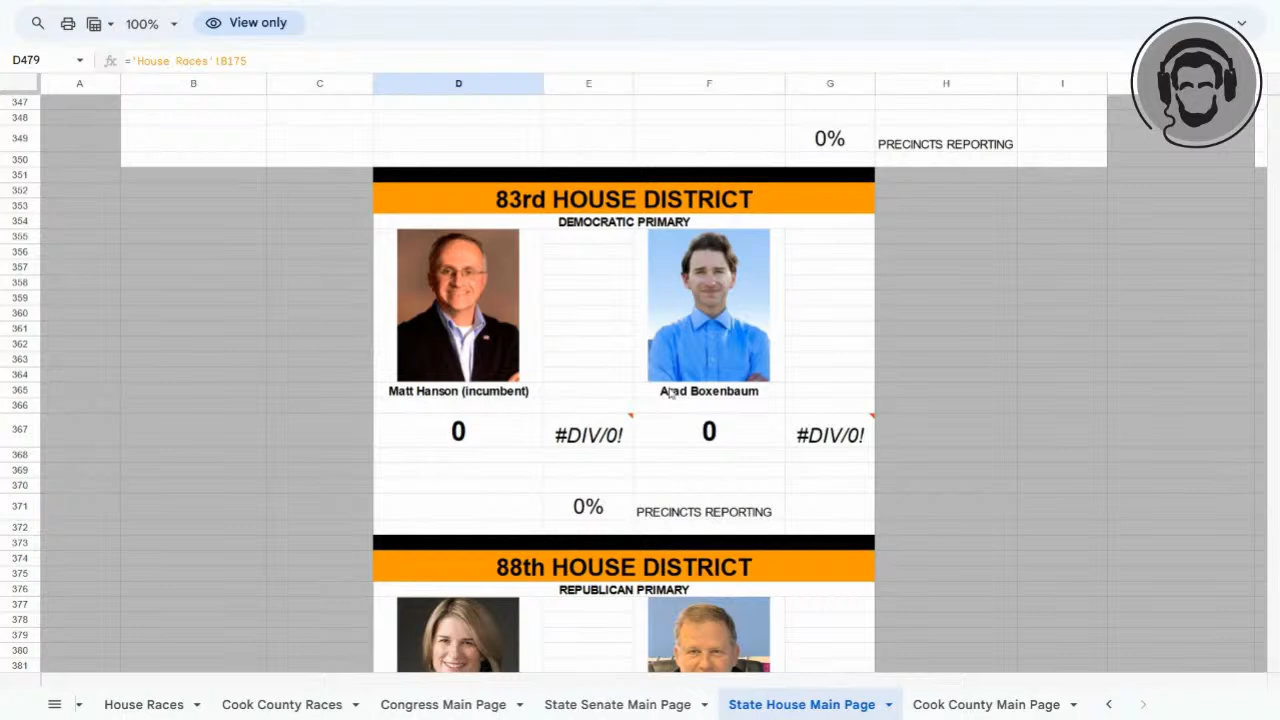 100% View only
D479 fx ='House Races'!B175
A B C D E F G H I
347
348
349 0% PRECINCTS REPORTING
350
351
352 83rd HOUSE DISTRICT
353
354 DEMOCRATIC PRIMARY
355
356
357
358
359
360
361
362
363
364
365 Matt Hanson (incumbent) Arad Boxenbaum
366
367 0 #DIV/0! 0 #DIV/0!
368
369
370
371 0% PRECINCTS REPORTING
372
373
374 88th HOUSE DISTRICT
375
376 REPUBLICAN PRIMARY
377
378
379
380
381
House Races Cook County Races Congress Main Page State Senate Main Page State House Main Page Cook County Main Page